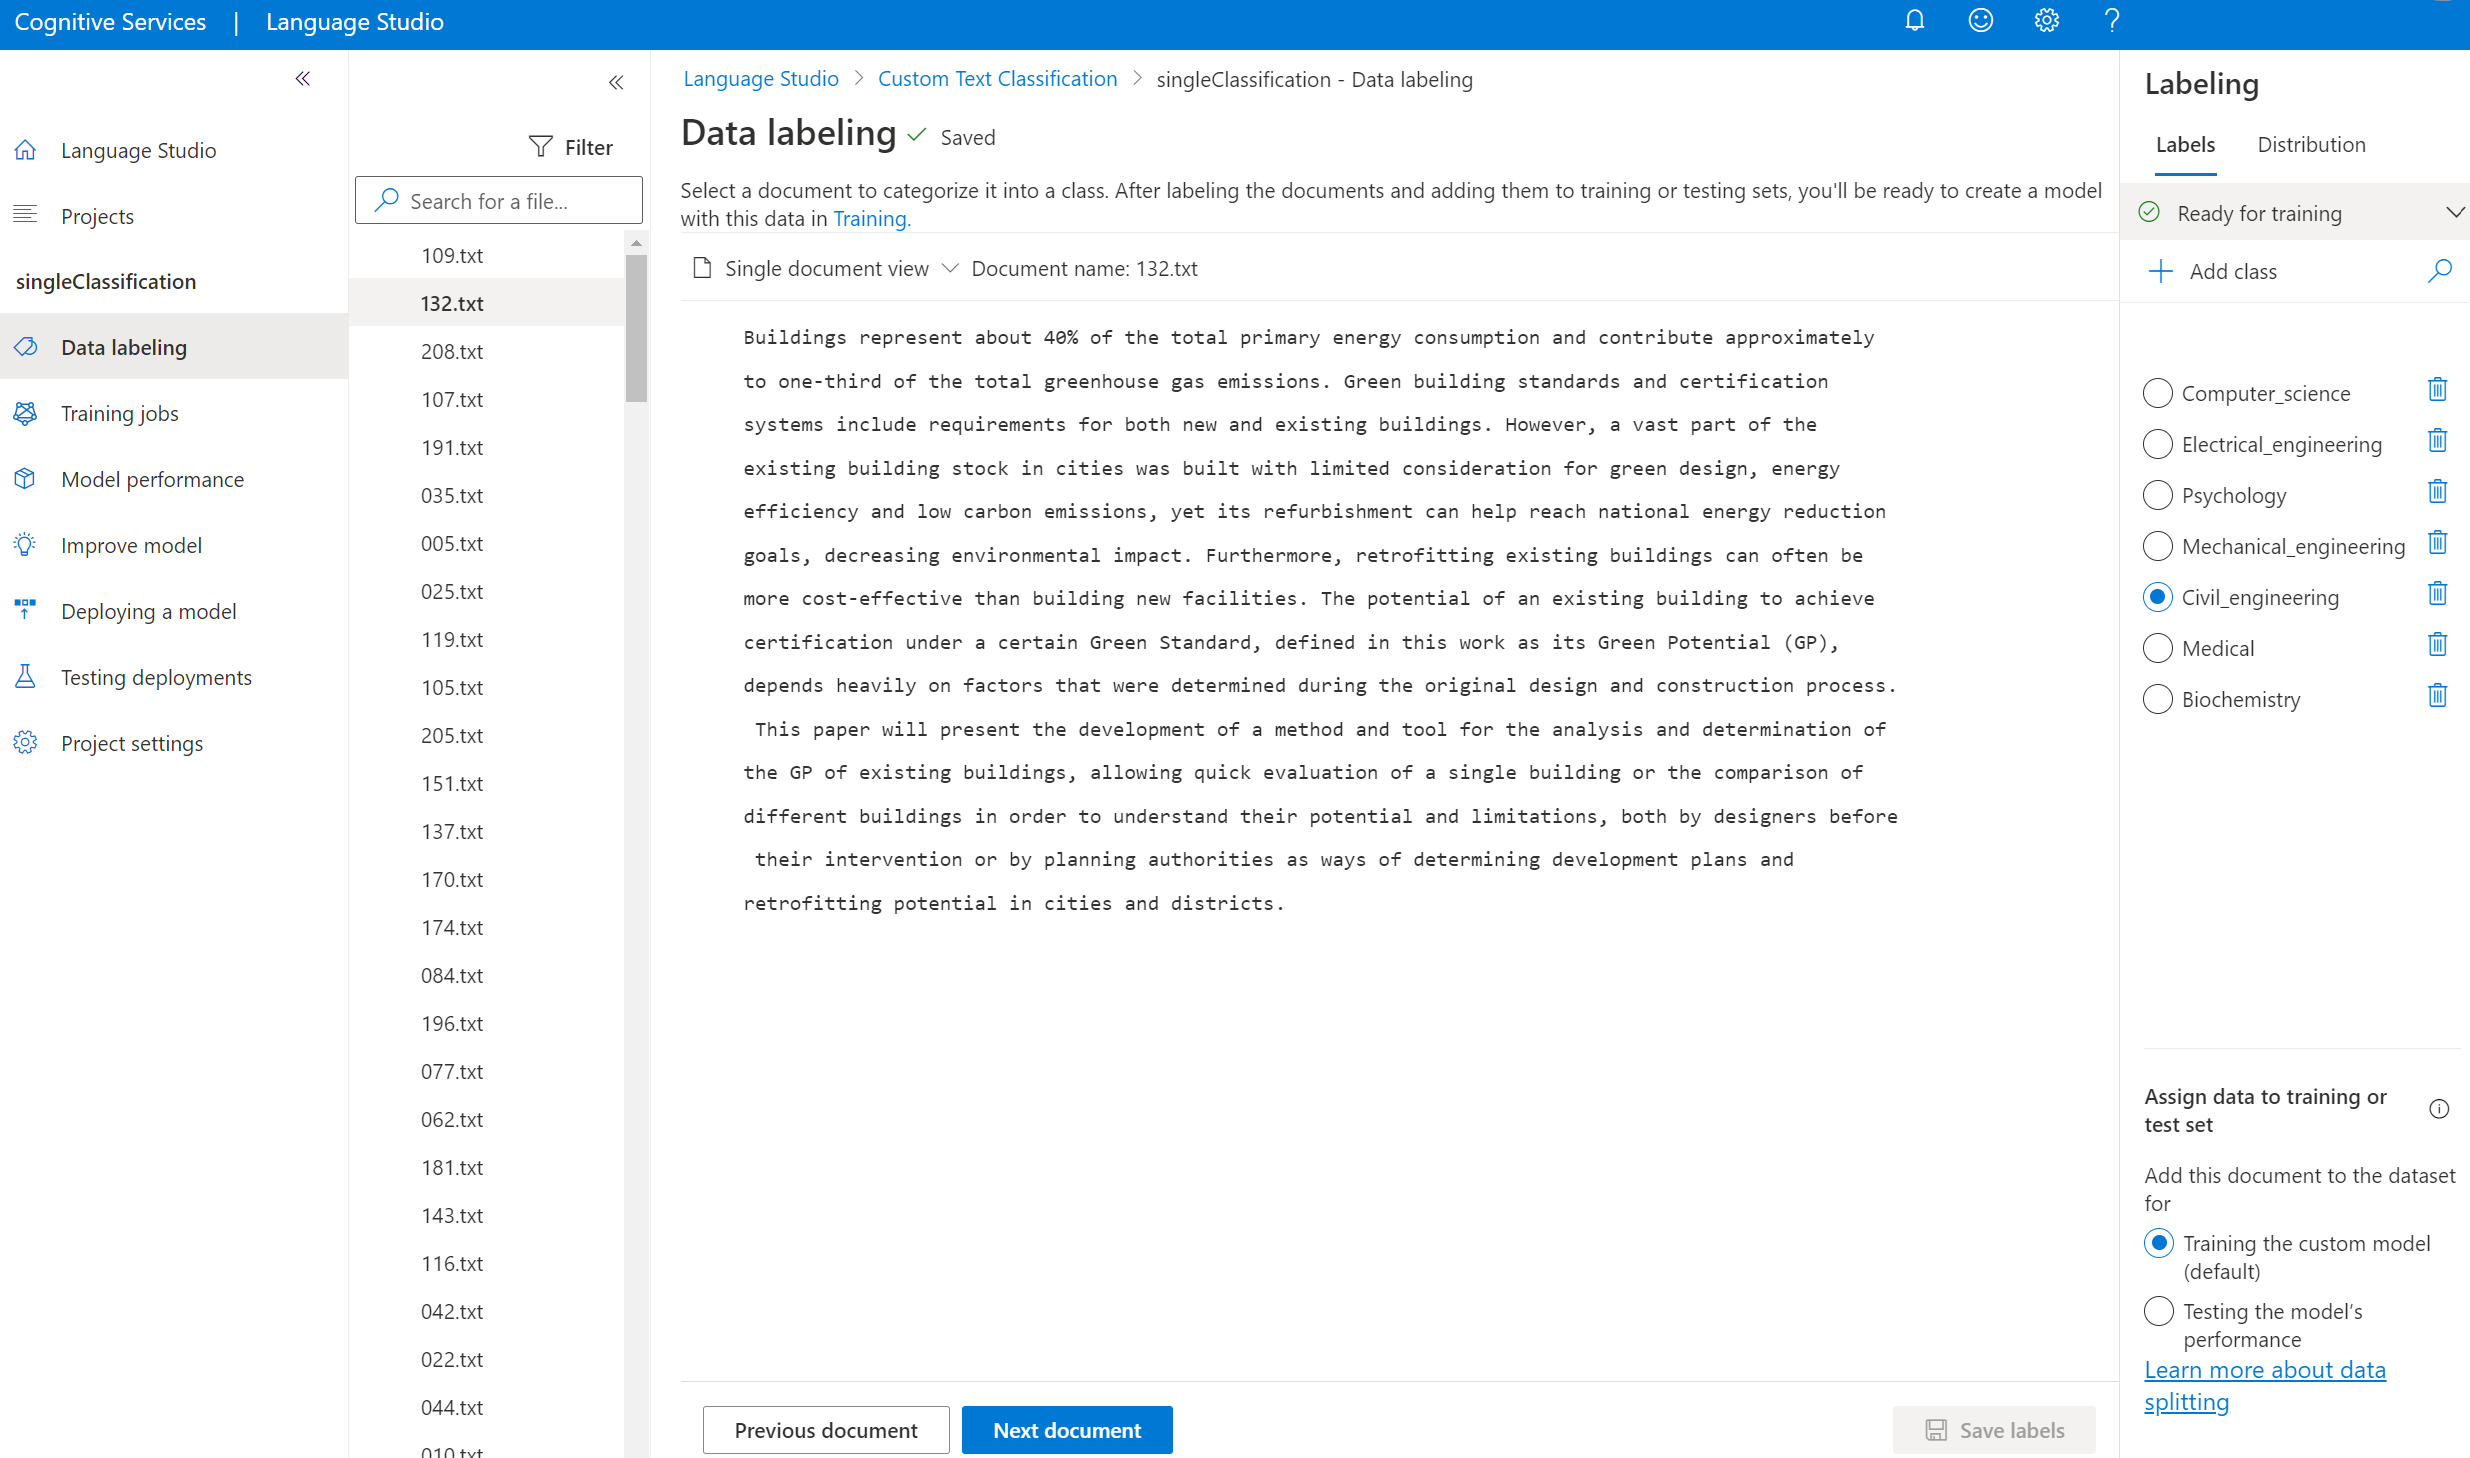 Cognitive Services | Language Studio
Language Studio
Projects
singleClassification
Data labeling
Training jobs
Model performance
Improve model
Deploying a model
Testing deployments
Project settings
Filter
Search for a file...
109.txt
132.txt
208.txt
107.txt
191.txt
035.txt
005.txt
025.txt
119.txt
105.txt
205.txt
151.txt
137.txt
170.txt
174.txt
084.txt
196.txt
077.txt
062.txt
181.txt
143.txt
116.txt
042.txt
022.txt
044.txt
010.txt
Language Studio > Custom Text Classification > singleClassification - Data labeling
Data labeling Saved
Select a document to categorize it into a class. After labeling the documents and adding them to training or testing sets, you'll be ready to create a model
with this data in Training.
Single document view Document name: 132.txt
Buildings represent about 40% of the total primary energy consumption and contribute approximately
to one-third of the total greenhouse gas emissions. Green building standards and certification
systems include requirements for both new and existing buildings. However, a vast part of the
existing building stock in cities was built with limited consideration for green design, energy
efficiency and low carbon emissions, yet its refurbishment can help reach national energy reduction
goals, decreasing environmental impact. Furthermore, retrofitting existing buildings can often be
more cost-effective than building new facilities. The potential of an existing building to achieve
certification under a certain Green Standard, defined in this work as its Green Potential (GP),
depends heavily on factors that were determined during the original design and construction process.
This paper will present the development of a method and tool for the analysis and determination of
the GP of existing buildings, allowing quick evaluation of a single building or the comparison of
different buildings in order to understand their potential and limitations, both by designers before
their intervention or by planning authorities as ways of determining development plans and
retrofitting potential in cities and districts.
Previous document
Next document
Save labels
Labeling
Labels Distribution
Ready for training
Add class
Computer_science
Electrical_engineering
Psychology
Mechanical_engineering
Civil_engineering
Medical
Biochemistry
Assign data to training or
test set
Add this document to the dataset
for
Training the custom model
(default)
Testing the model’s
performance
Learn more about data
splitting